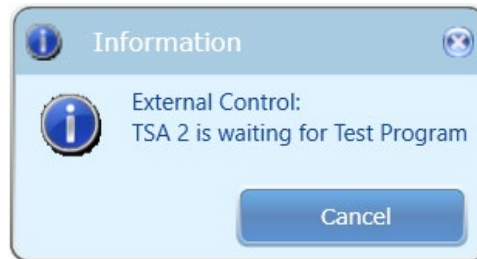 Information
External Control:
TSA 2 is waiting for Test Program
Cancel